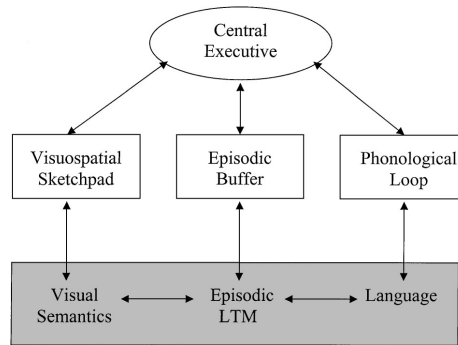 Central
Executive
Visuospatial
Sketchpad
Episodic
Buffer
Phonological
Loop
Visual
Semantics
Episodic
LTM
Language